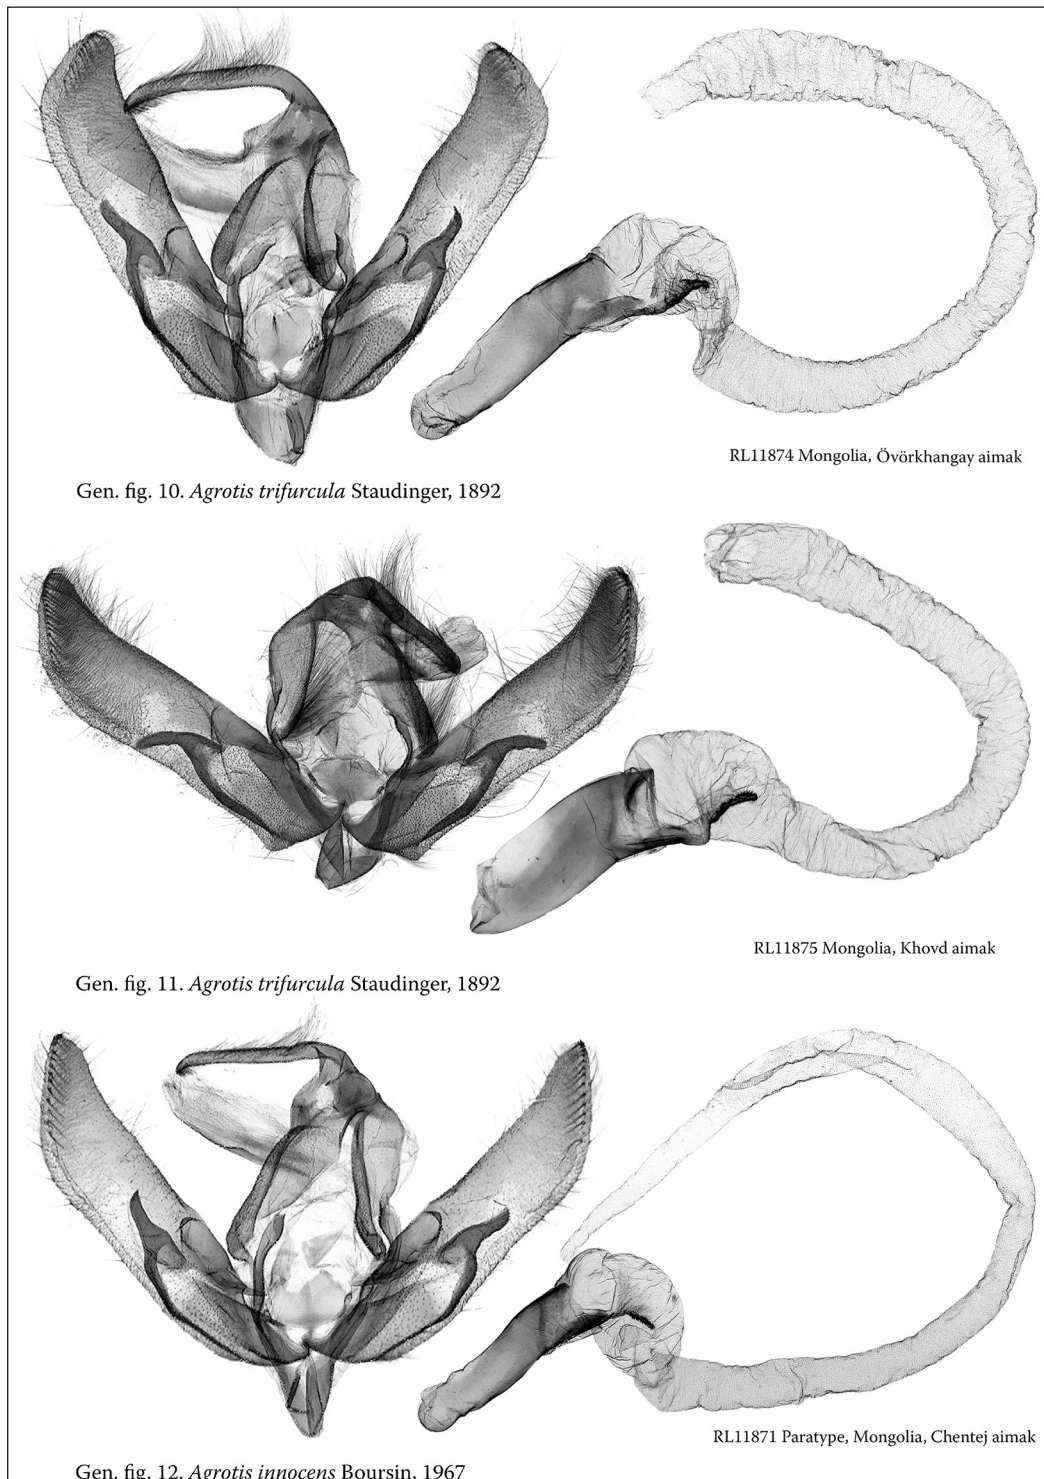 RL11874 Mongolia, Övörkhangay aimak
Gen. fig. 10. Agrotis trifurcula Staudinger, 1892
RL11875 Mongolia, Khovd aimak
Gen. fig. 11. Agrotis trifurcula Staudinger, 1892
RL11871 Paratype, Mongolia, Chentej aimak
Gen. fig. 12. Agrotis innocens Boursin, 1967